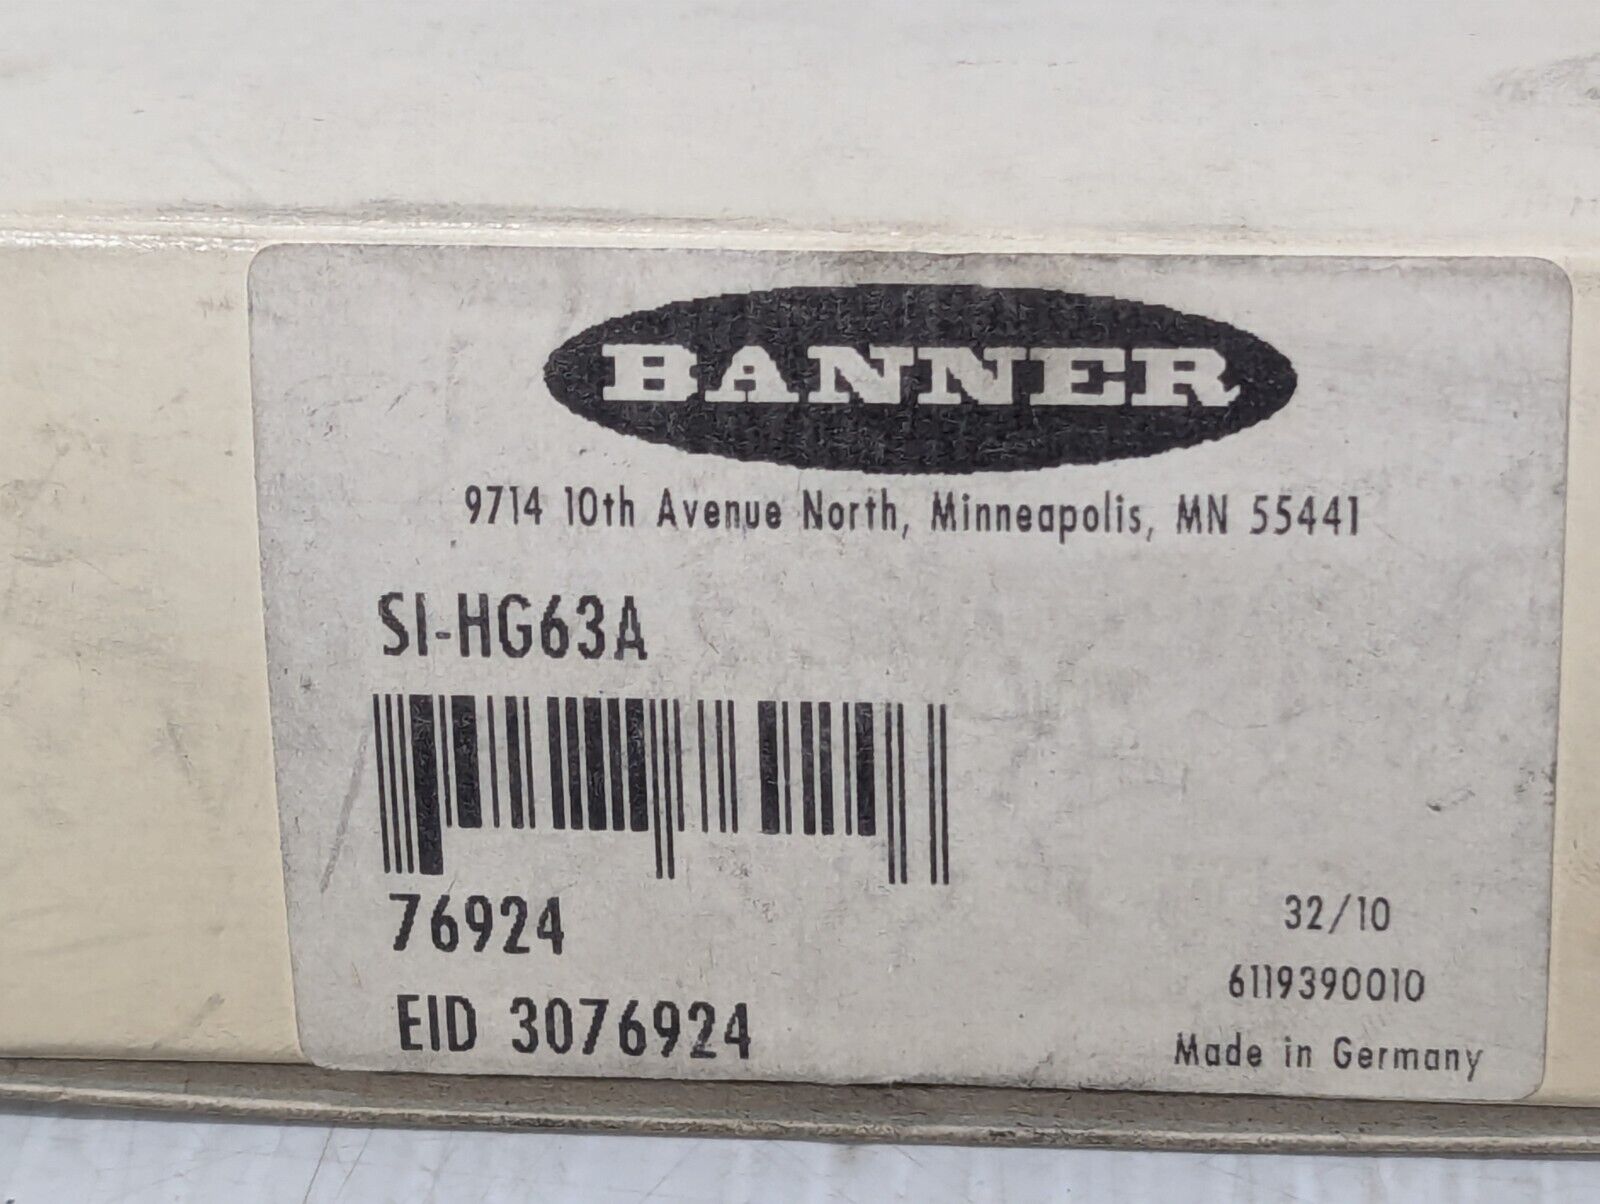 BANNER
9714 10th Avenue North, Minneapolis, MN 55441
SI-HG63A
76924
EID 3076924
32/10
6119390010
Made in Germany